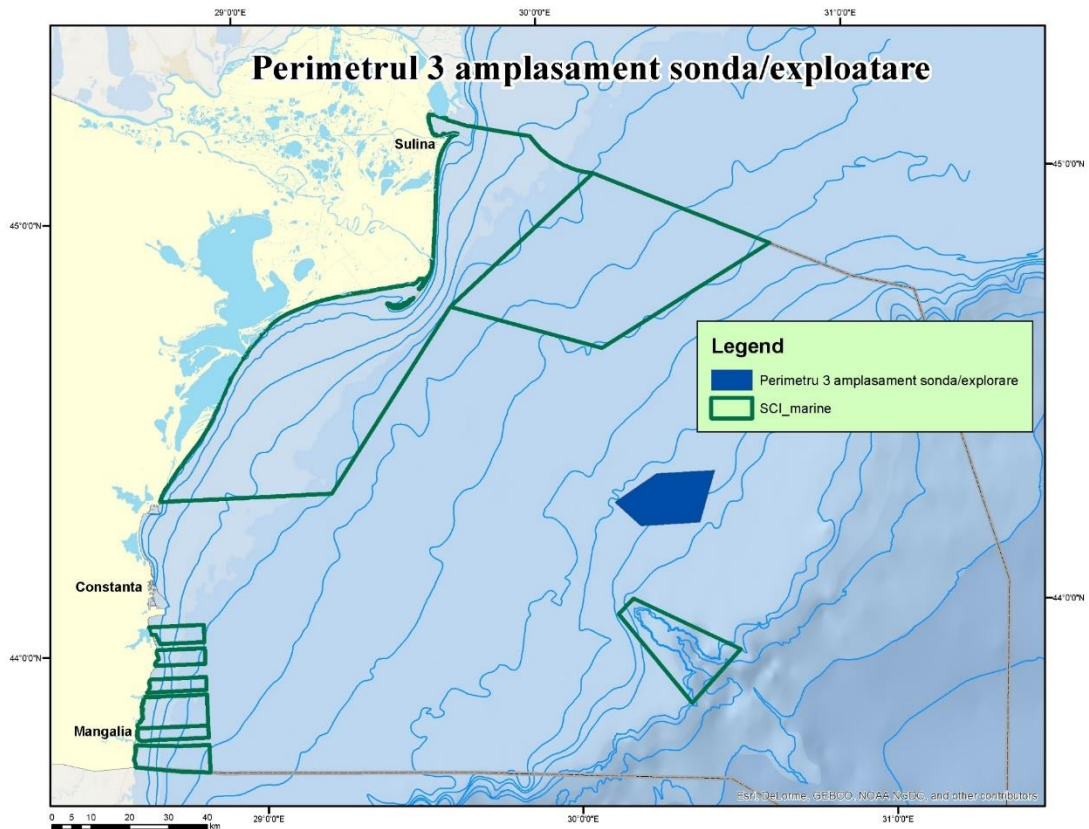 29°0'0"E 30°0'0"E 31°0'0"E
Perimetrul 3 amplasament sonda/exploatare
Sulina
45°0'0"N
45°0'0"N
Legend
Perimetru 3 amplasament sonda/explorare
SCI_marine
Constanta
44°0'0"N
44°0'0"N
Mangalia
Esri, DeLorme, GEBCO, NOAA NGDC, and other contributors
0 5 10 20 30 40
km
29°0'0"E 30°0'0"E 31°0'0"E